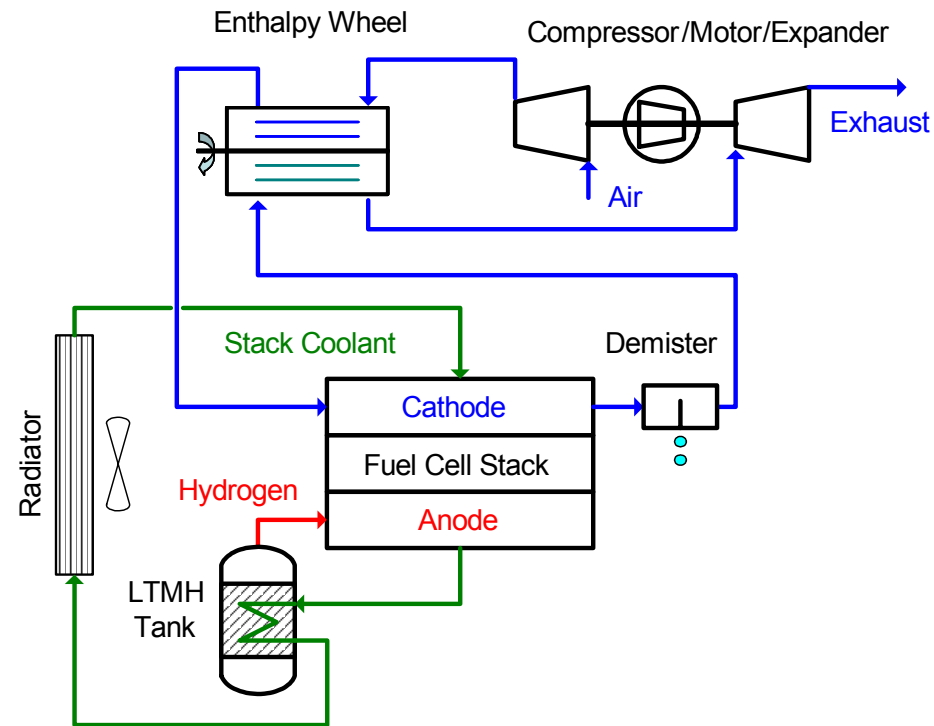 Enthalpy Wheel
Compressor/Motor/Expander
Exhaust
Air
Stack Coolant
Demister
Radiator
Cathode
Fuel Cell Stack
Hydrogen
Anode
LTMH
Tank